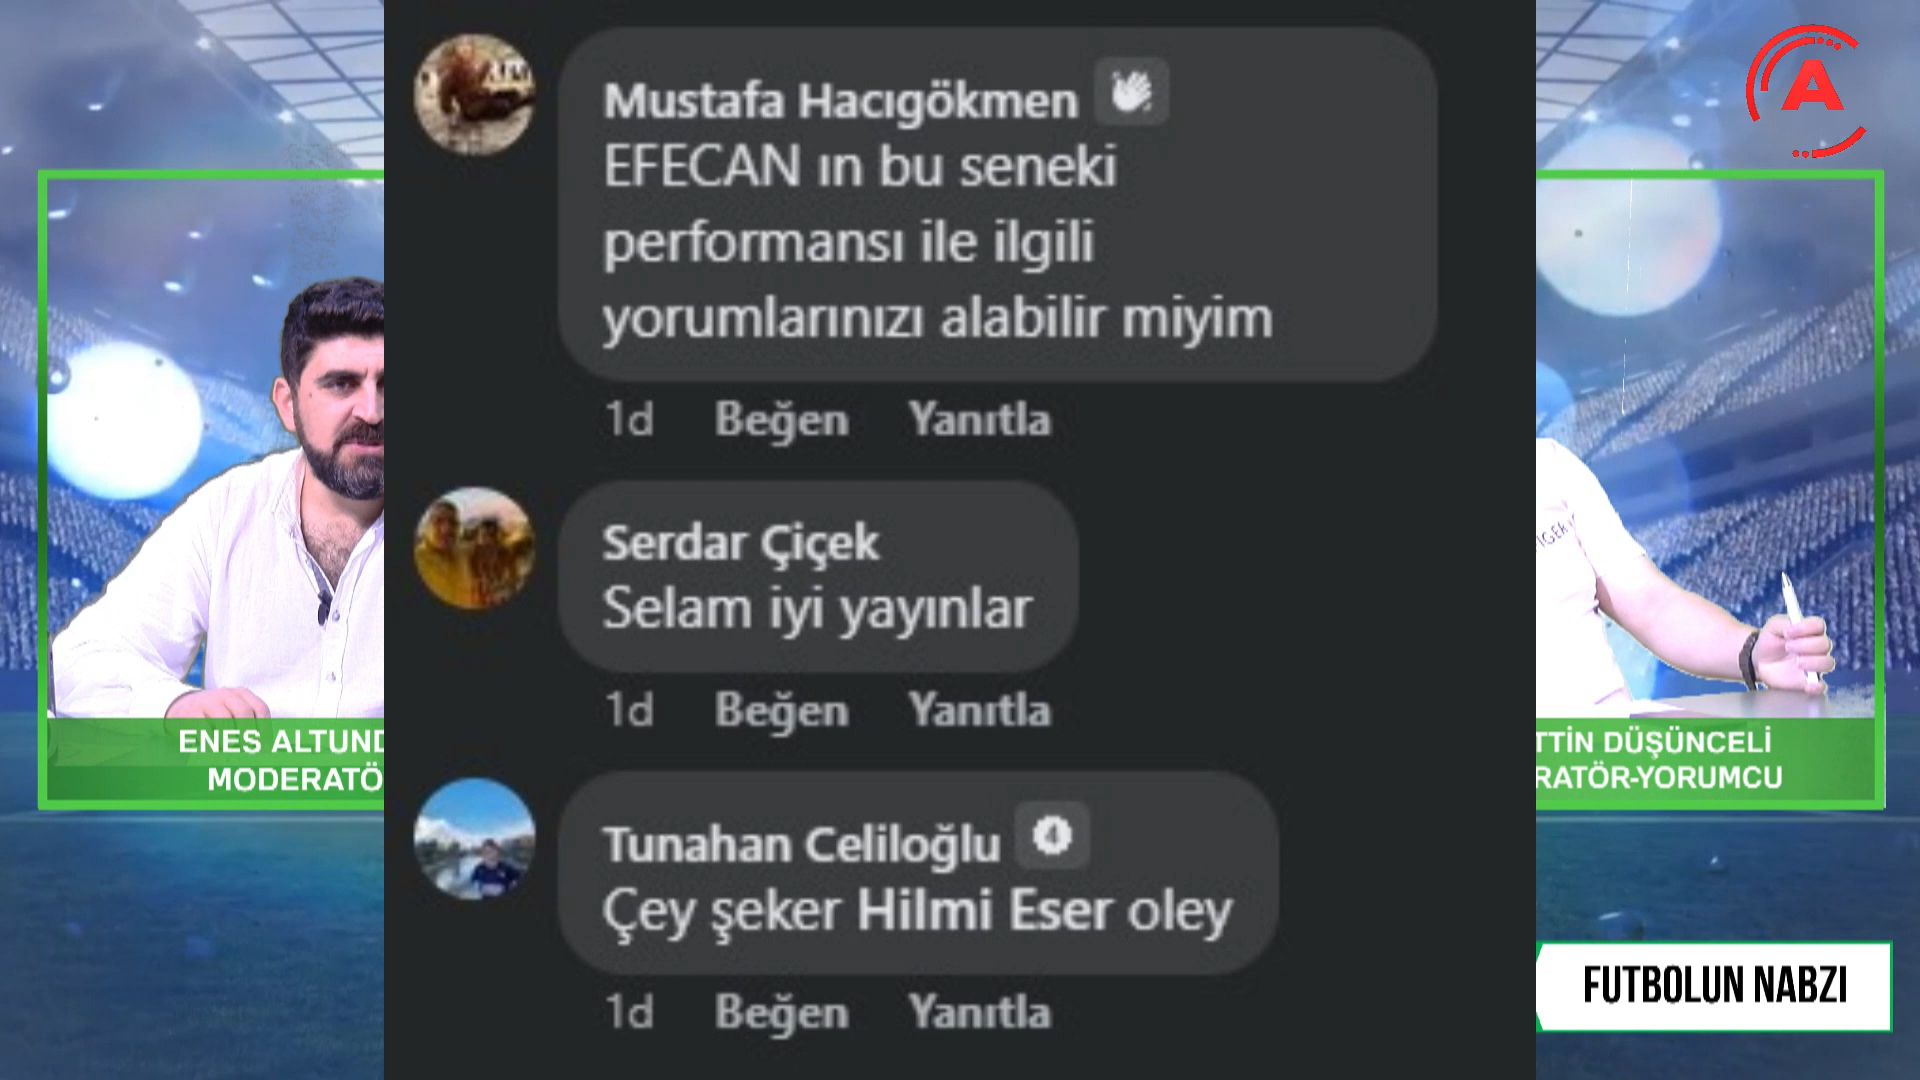 A
Mustafa Hacıgökmen
EFECAN ın bu seneki
performansı ile ilgili
yorumlarınızı alabilir miyim
1d Beğen Yanıtla
Serdar Çiçek
Selam iyi yayınlar
1d Beğen Yanıtla
Tunahan Celiloğlu 4
Çey şeker Hilmi Eser oley
1d Beğen Yanıtla
ENES ALTUND
MODERATÖ
TTİN DÜŞÜNCELİ
RATÖR-YORUMCU
FUTBOLUN NABZI